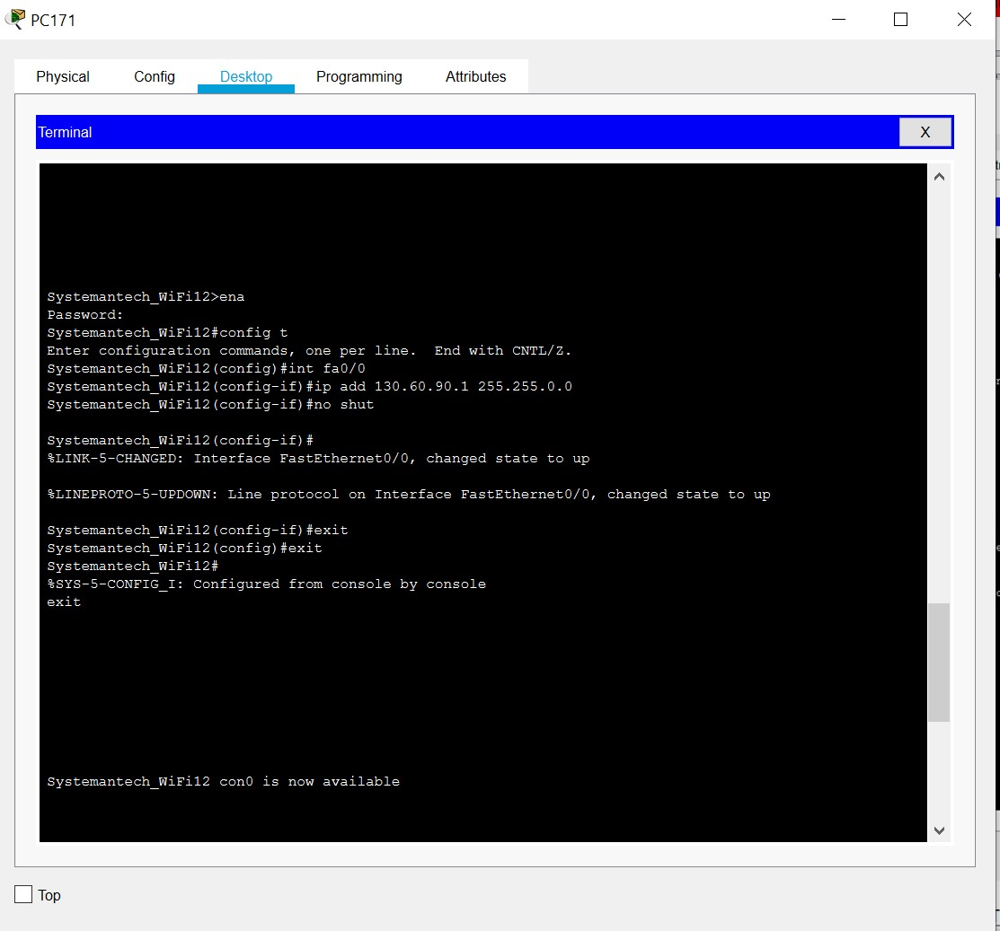 PC171
Physical Config Desktop Programming Attributes
Terminal X
Systemantech_WiFi12>ena
Password:
Systemantech_WiFi12#config t
Enter configuration commands, one per line.  End with CNTL/Z.
Systemantech_WiFi12(config)#int fa0/0
Systemantech_WiFi12(config-if)#ip add 130.60.90.1 255.255.0.0
Systemantech_WiFi12(config-if)#no shut
Systemantech_WiFi12(config-if)#
%LINK-5-CHANGED: Interface FastEthernet0/0, changed state to up
%LINEPROTO-5-UPDOWN: Line protocol on Interface FastEthernet0/0, changed state to up
Systemantech_WiFi12(config-if)#exit
Systemantech_WiFi12(config)#exit
Systemantech_WiFi12#
%SYS-5-CONFIG_I: Configured from console by console
exit
Systemantech_WiFi12 con0 is now available
Top